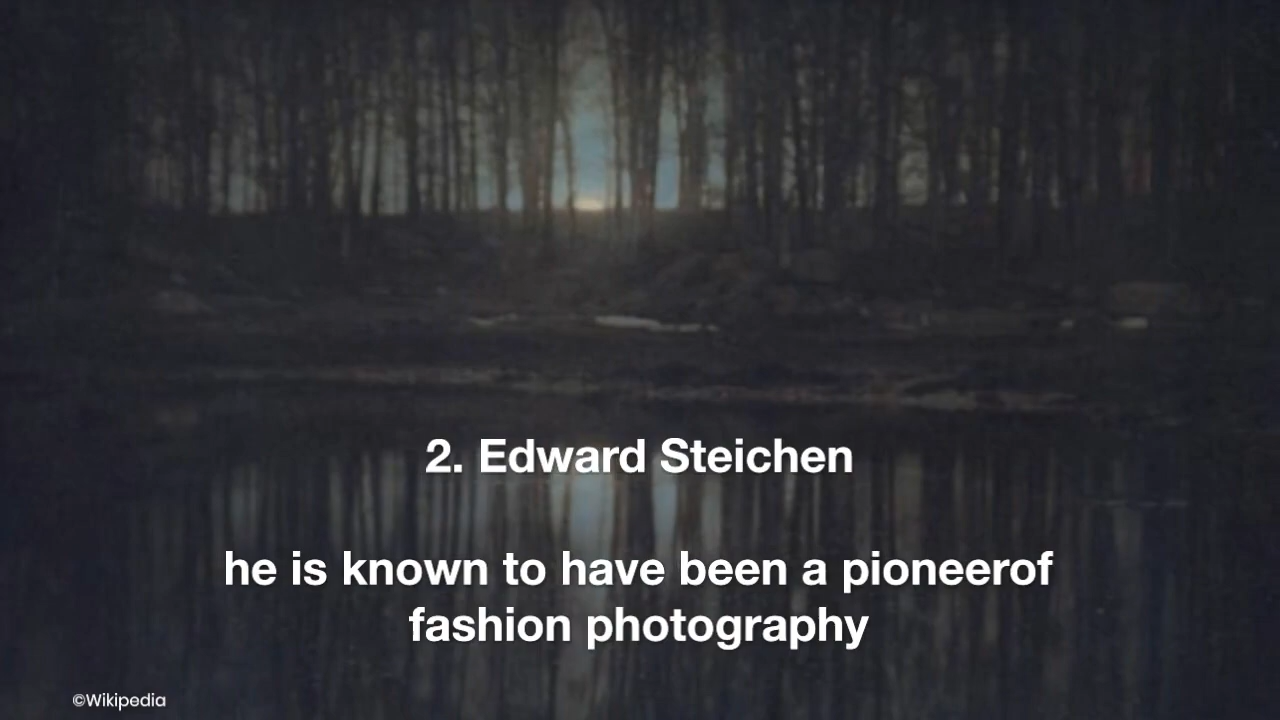 2. Edward Steichen
he is known to have been a pioneerof
fashion photography
©Wikipedia